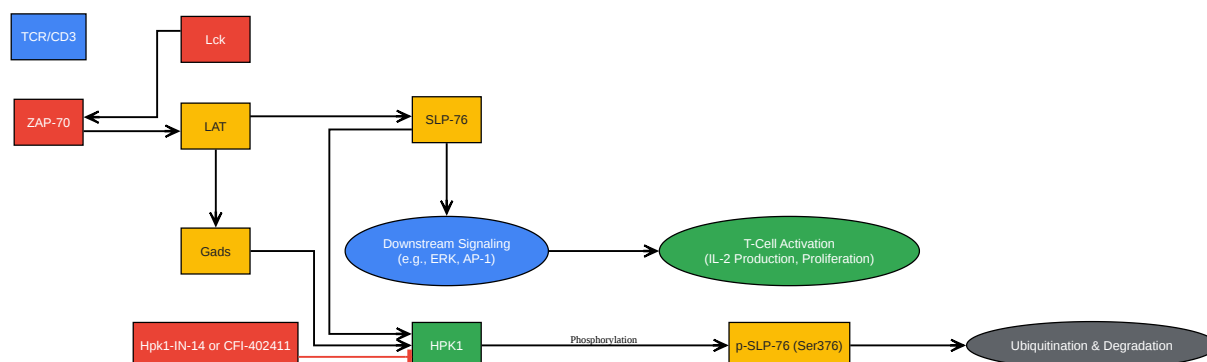 TCR/CD3
Lck
ZAP-70
LAT
SLP-76
Gads
Downstream Signaling
(e.g., ERK, AP-1)
T-Cell Activation
(IL-2 Production, Proliferation)
Hpk1-IN-14 or CFI-402411
HPK1
Phosphorylation
p-SLP-76 (Ser376)
Ubiquitination & Degradation